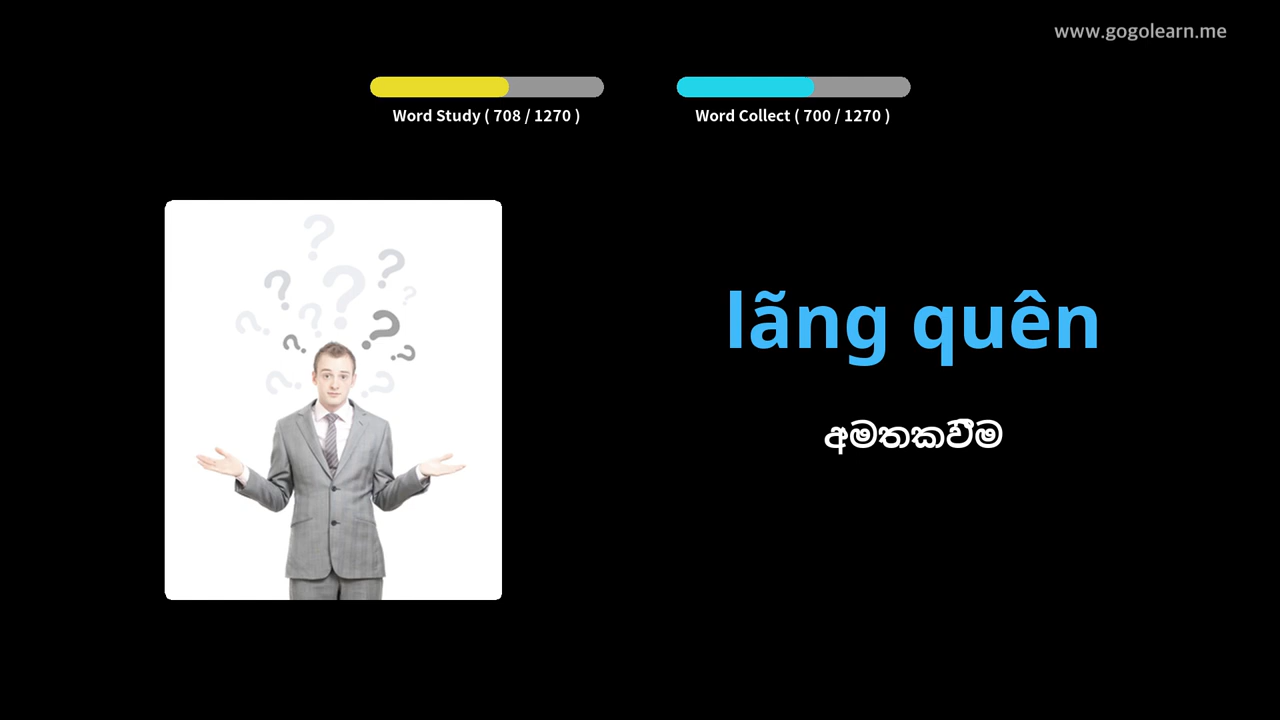 www.gogolearn.me
Word Study ( 708 / 1270 )
Word Collect ( 700 / 1270 )
lãng quên
අමතකවීම